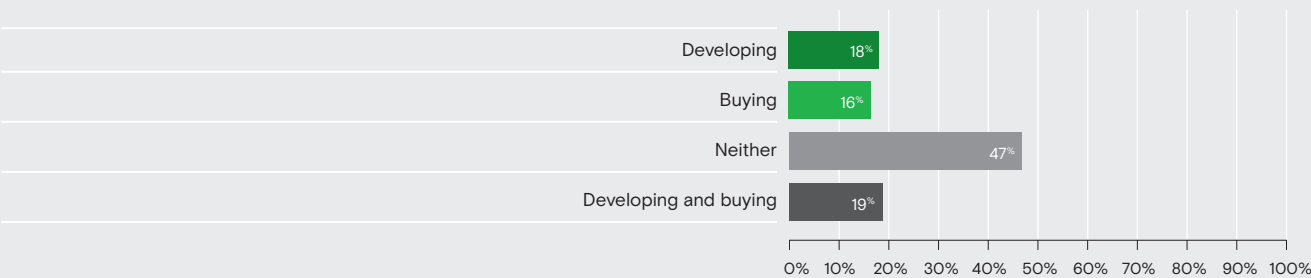 Developing 18%
Buying 16%
Neither 47%
Developing and buying 19%
0% 10% 20% 30% 40% 50% 60% 70% 80% 90% 100%